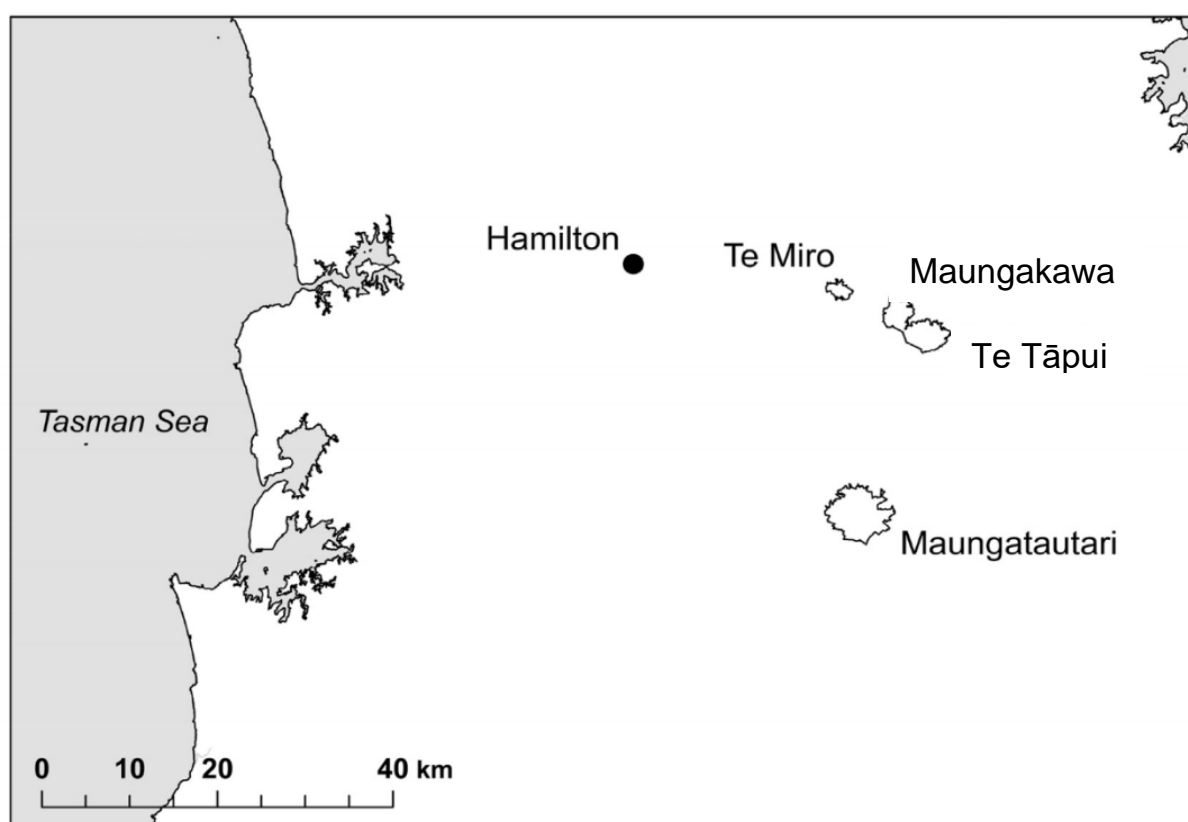 Hamilton
Te Miro
Maungakawa
Te Tāpui
Tasman Sea
Maungatautari
0 10 20 40 km